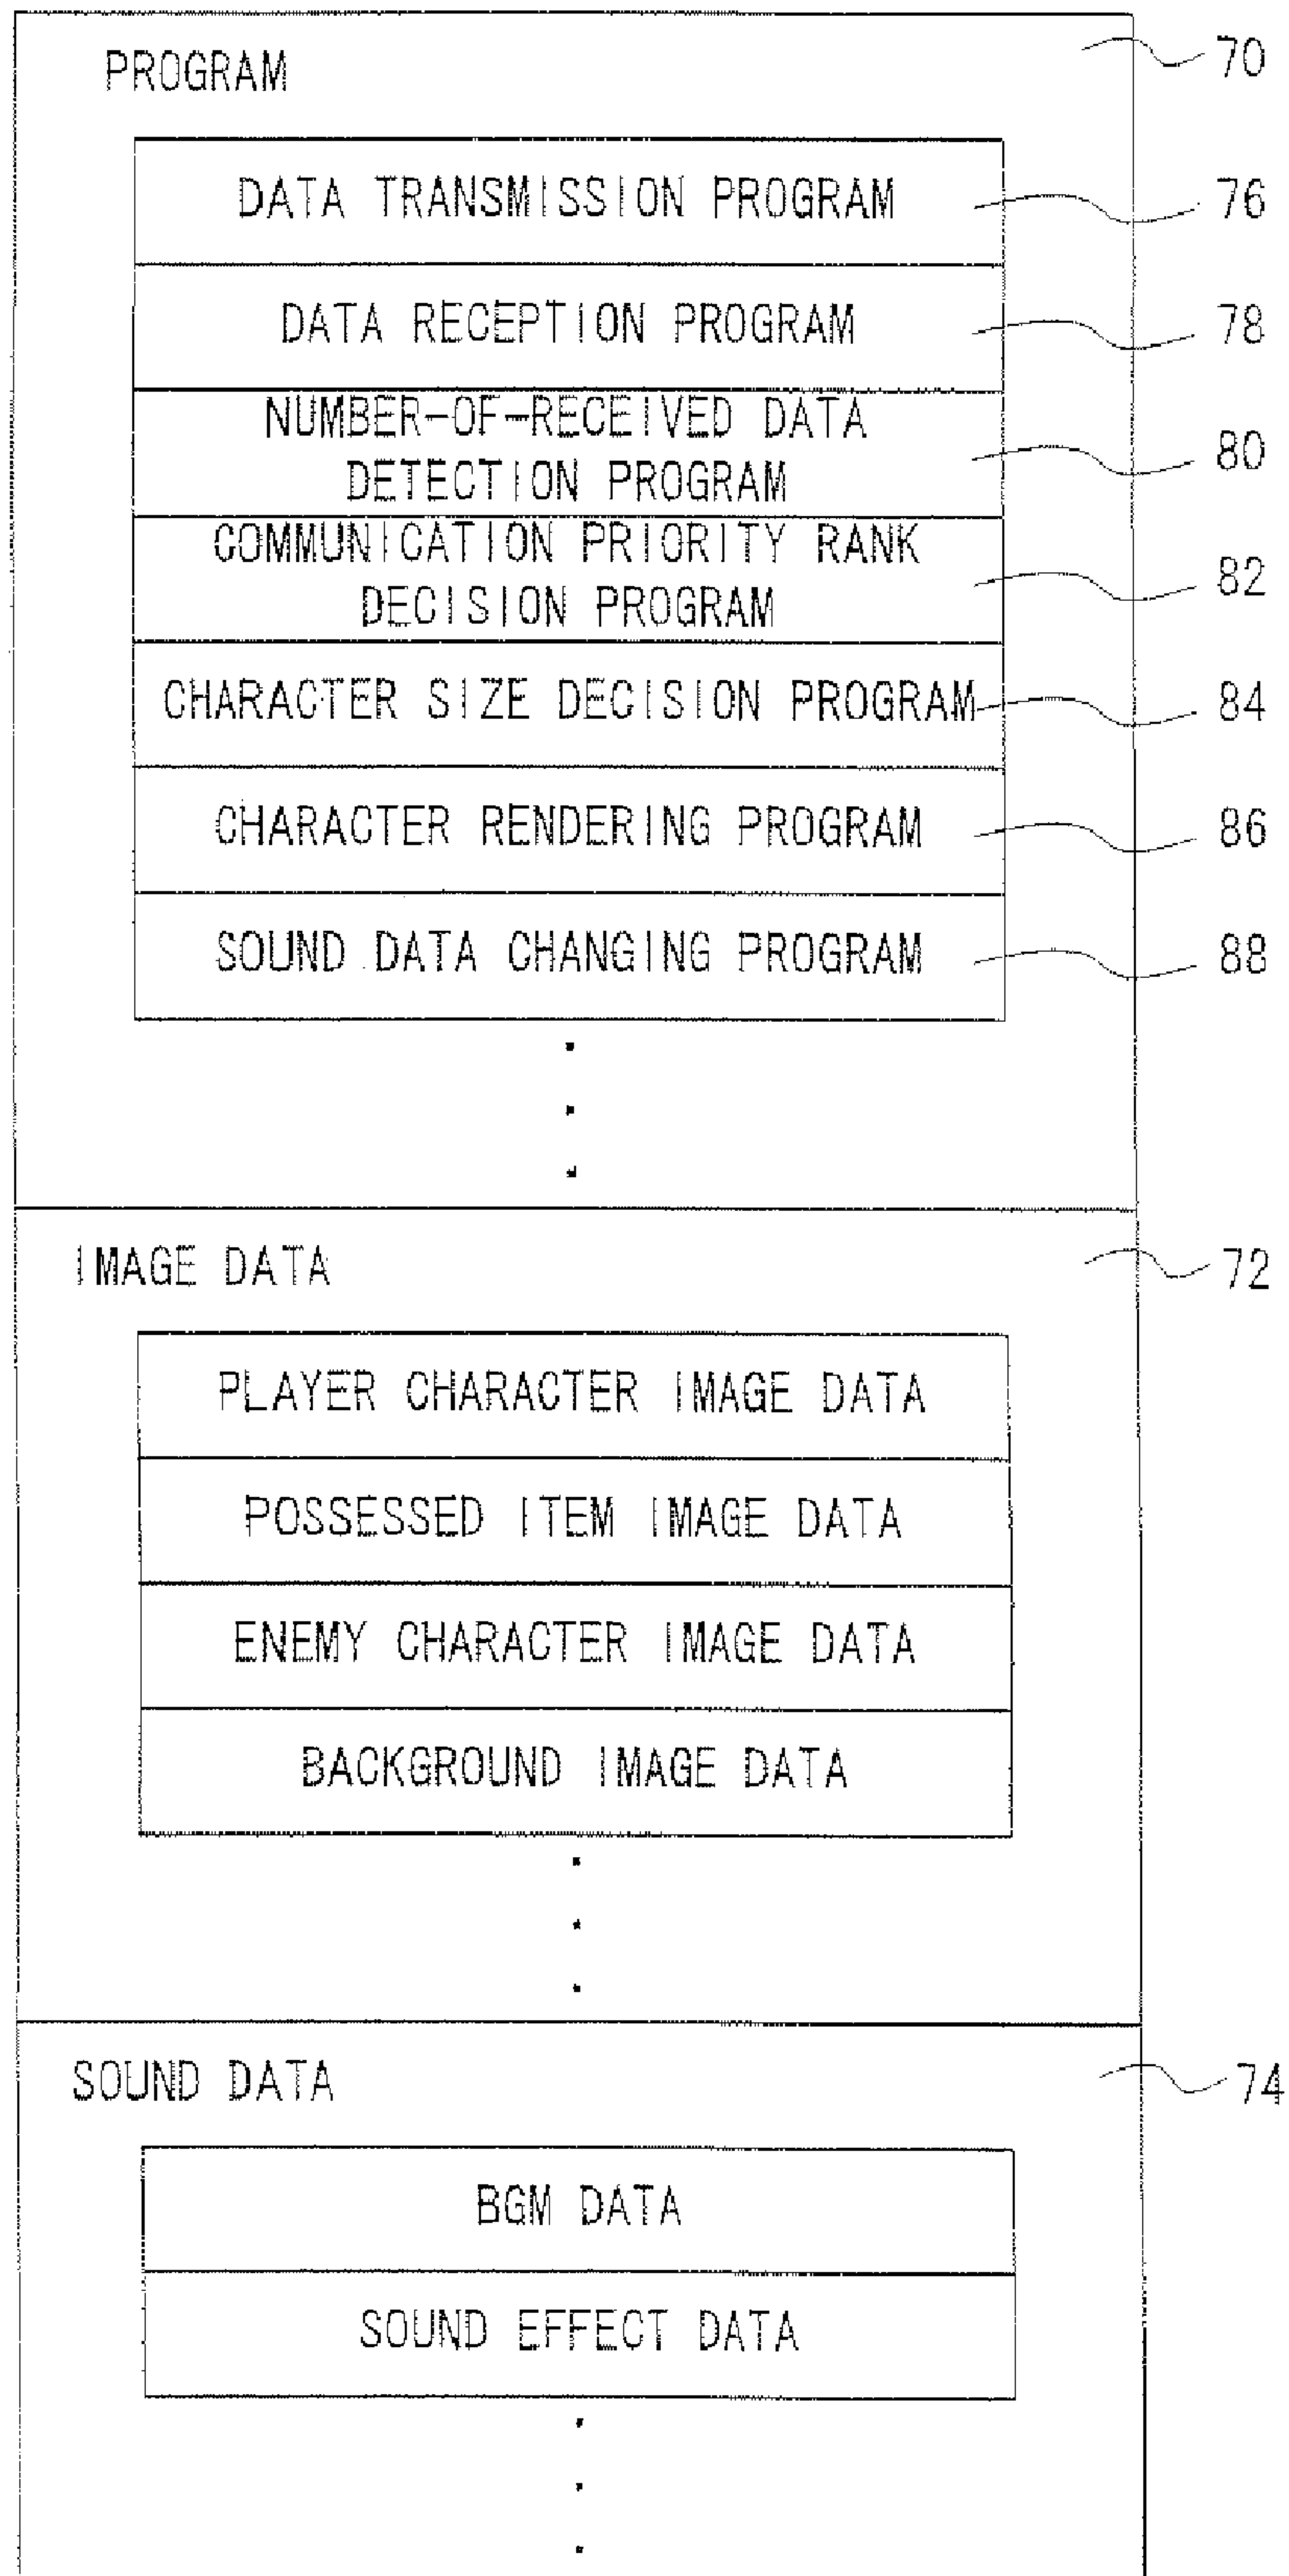 PROGRAM 70
DATA TRANSMISSION PROGRAM 76
DATA RECEPTION PROGRAM 78
NUMBER-OF-RECEIVED DATA
DETECTION PROGRAM 80
COMMUNICATION PRIORITY RANK
DECISION PROGRAM 82
CHARACTER SIZE DECISION PROGRAM 84
CHARACTER RENDERING PROGRAM 86
SOUND DATA CHANGING PROGRAM 88
IMAGE DATA 72
PLAYER CHARACTER IMAGE DATA
POSSESSED ITEM IMAGE DATA
ENEMY CHARACTER IMAGE DATA
BACKGROUND IMAGE DATA
SOUND DATA 74
BGM DATA
SOUND EFFECT DATA